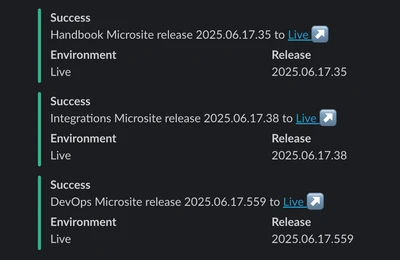 Success
Handbook Microsite release 2025.06.17.35 to Live ↗
Environment Release
Live 2025.06.17.35
Success
Integrations Microsite release 2025.06.17.38 to Live ↗
Environment Release
Live 2025.06.17.38
Success
DevOps Microsite release 2025.06.17.559 to Live ↗
Environment Release
Live 2025.06.17.559